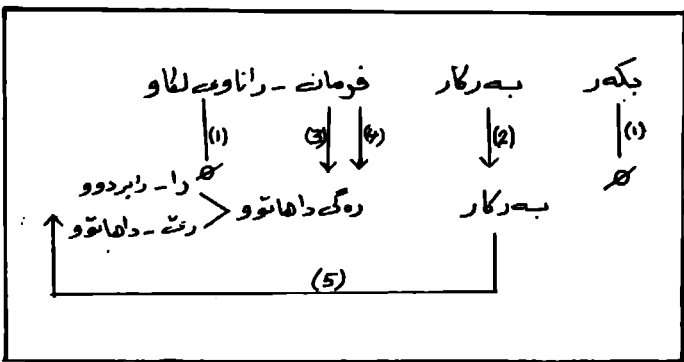 بکەر بەرکار فرمان – راناوی لکاو
(1) (3) (4) (2) (1)
Ø Ø
را – رابردوو
بەرکار رەگی داهاتوو
رێ – داهاتوو
(5)